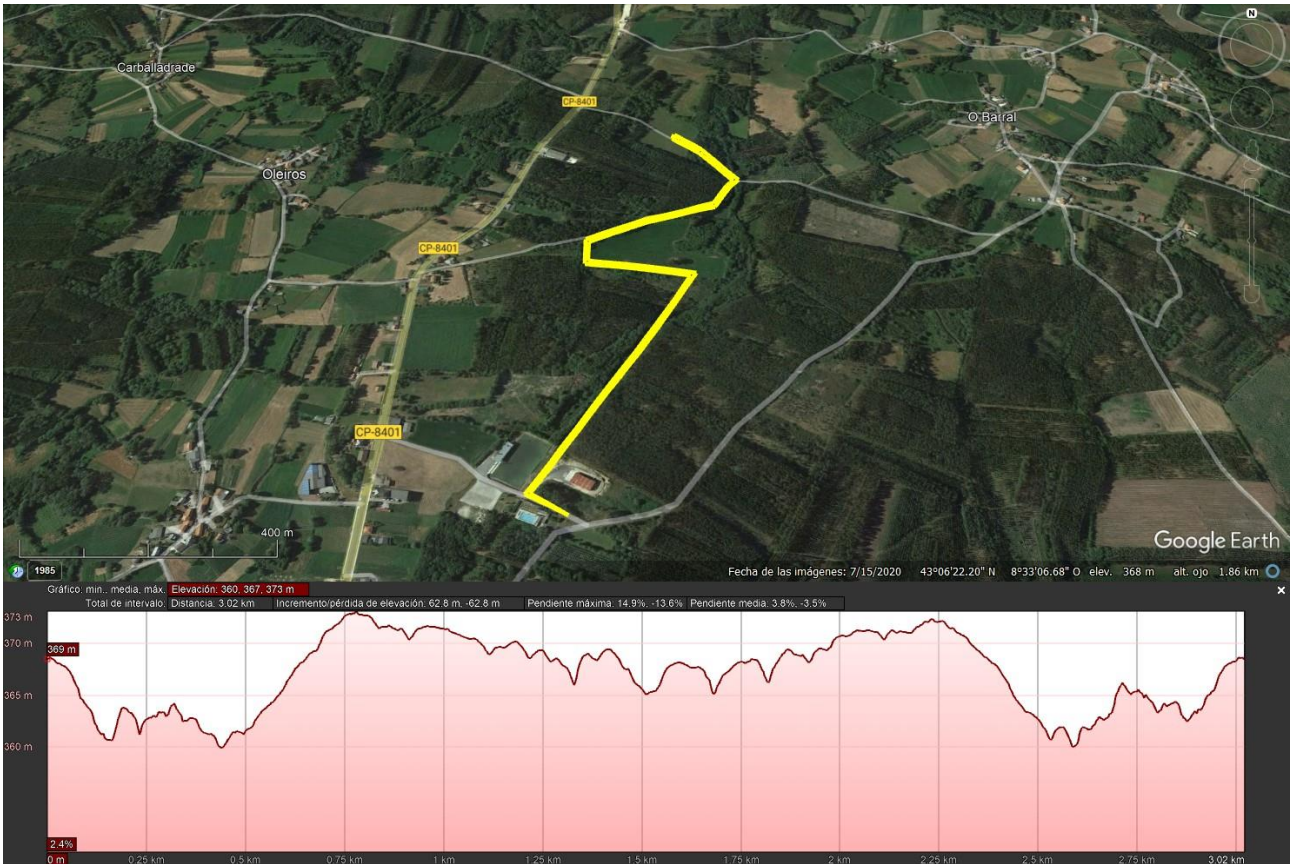 N
Carballadrade
CP-8401
O Barral
Oleiros
CP-8401
CP-8401
400 m
Google Earth
1985
Fecha de las imágenes: 7/15/2020 43°06'22.20" N 8°33'06.68" O elev. 368 m alt. ojo 1.86 km
Gráfico: min., media, máx. Elevación: 360, 367, 373 m
Total de intervalo: Distancia: 3.02 km Incremento/pérdida de elevación: 62.8 m, -62.8 m Pendiente máxima: 14.9%, -13.6% Pendiente media: 3.8%, -3.5%
373 m
370 m
369 m
365 m
360 m
2.4%
0 m 0.25 km 0.5 km 0.75 km 1 km 1.25 km 1.5 km 1.75 km 2 km 2.25 km 2.5 km 2.75 km 3.02 km